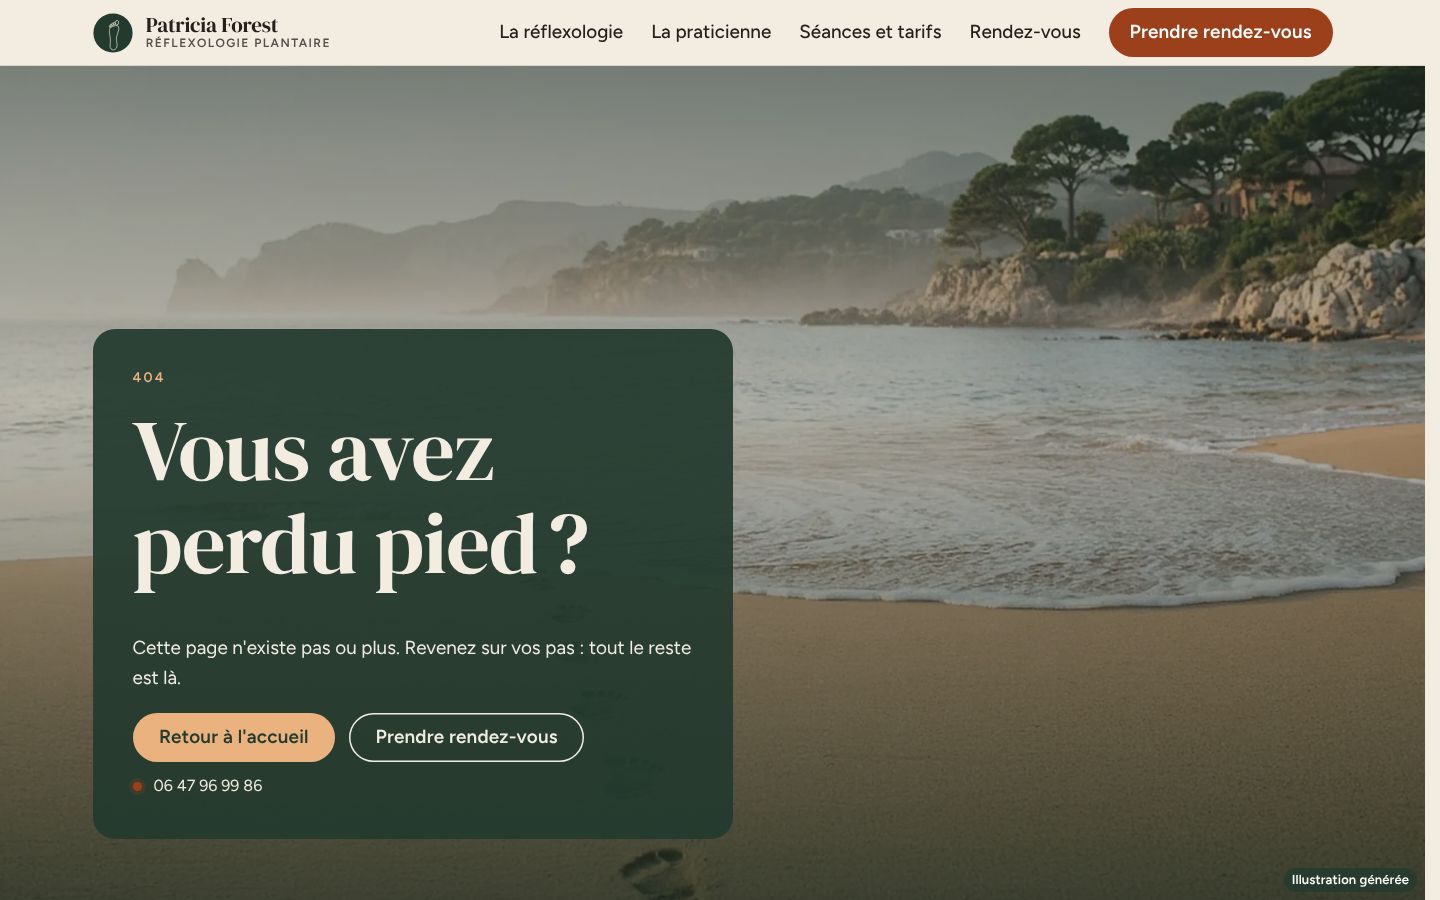 Patricia Forest
RÉFLEXOLOGIE PLANTAIRE
La réflexologie
La praticienne
Séances et tarifs
Rendez-vous
Prendre rendez-vous
404
Vous avez
perdu pied ?
Cette page n'existe pas ou plus. Revenez sur vos pas : tout le reste
est là.
Retour à l'accueil
Prendre rendez-vous
06 47 96 99 86
Illustration générée